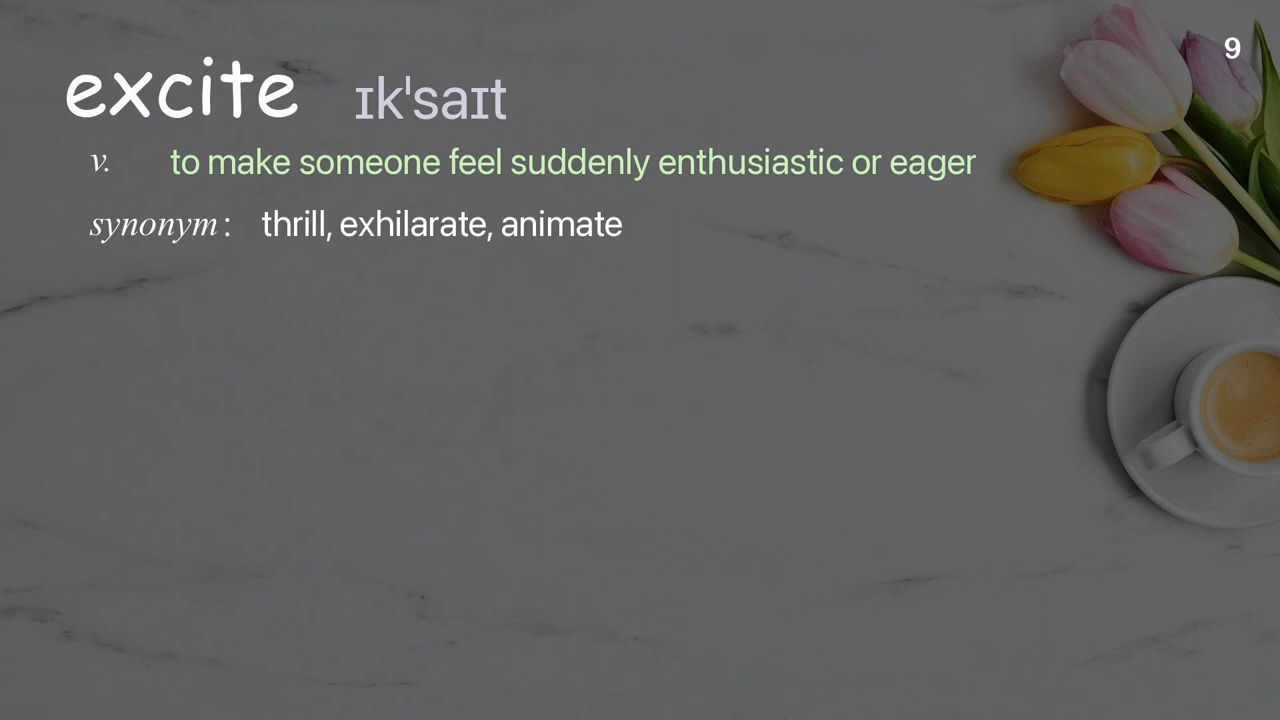 9
excite ɪkˈsaɪt
v. to make someone feel suddenly enthusiastic or eager
synonym: thrill, exhilarate, animate